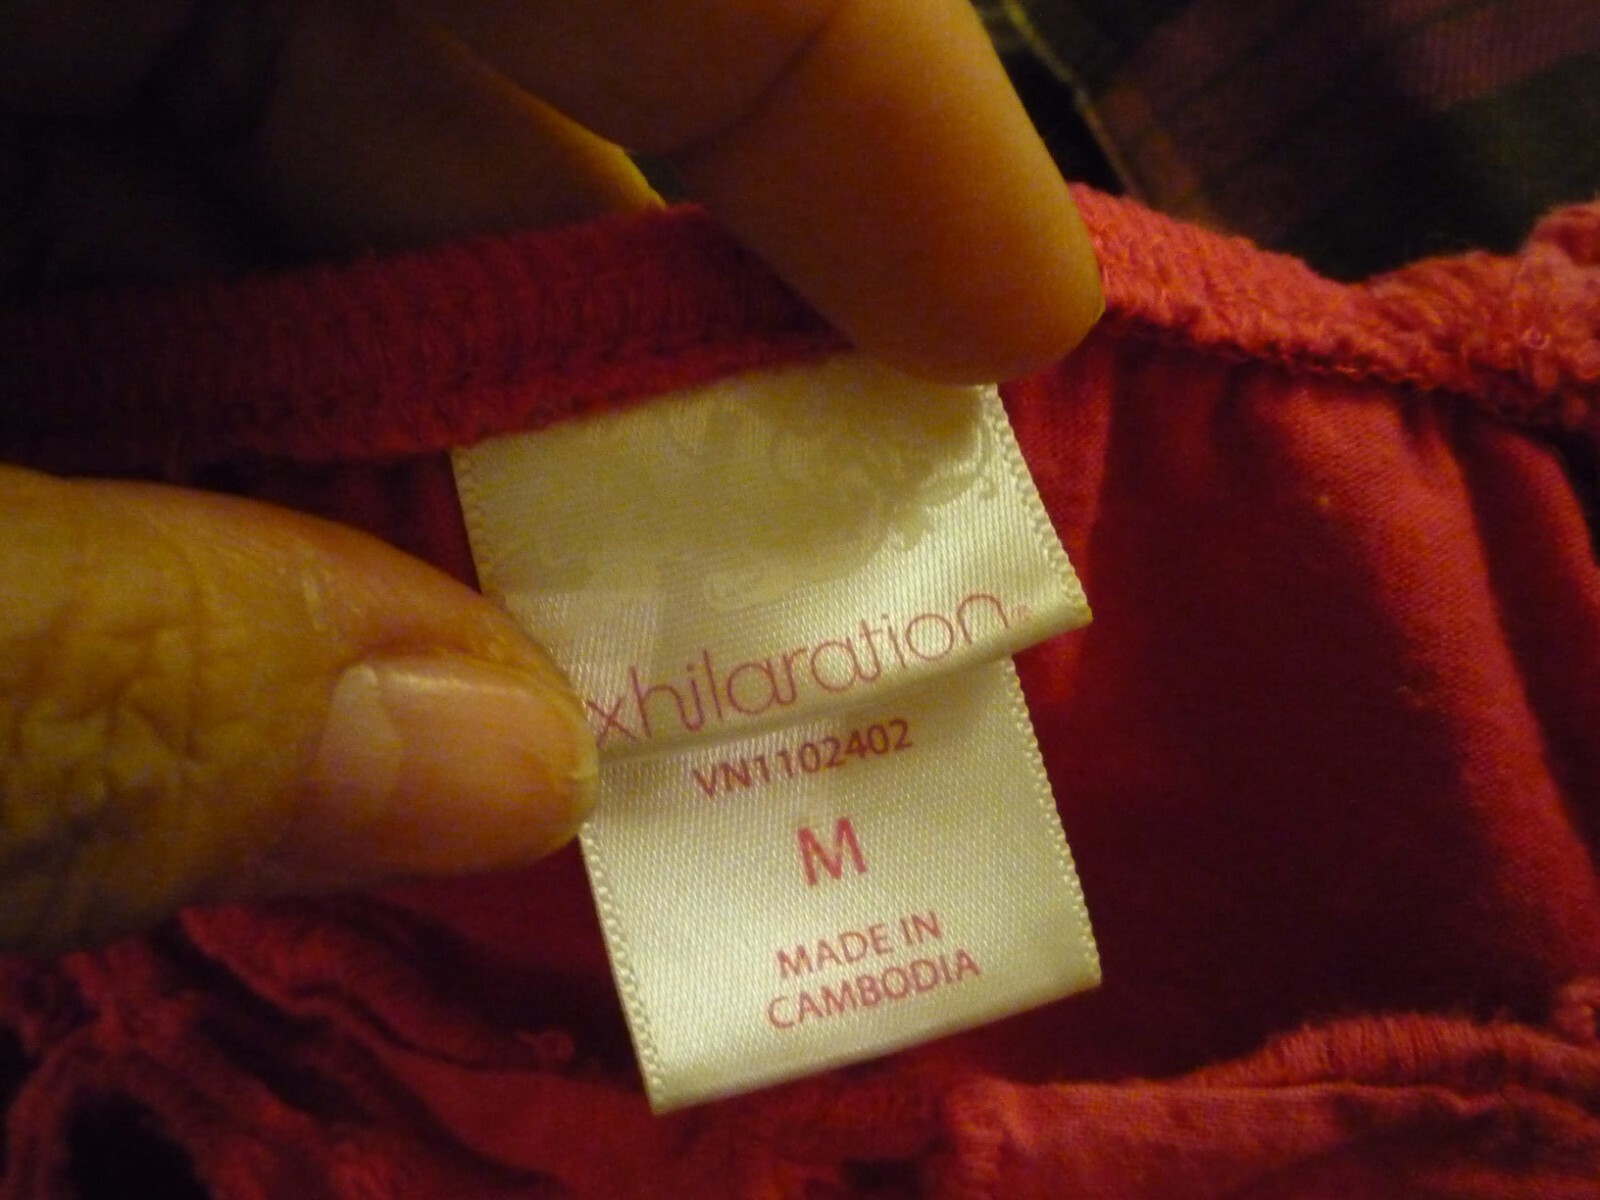 xhilaration
VN1102402
M
MADE IN
CAMBODIA